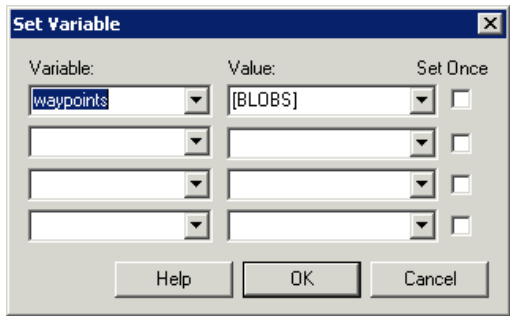 Set Variable
Variable: Value: Set Once
waypoints [BLOBS]
Help OK Cancel